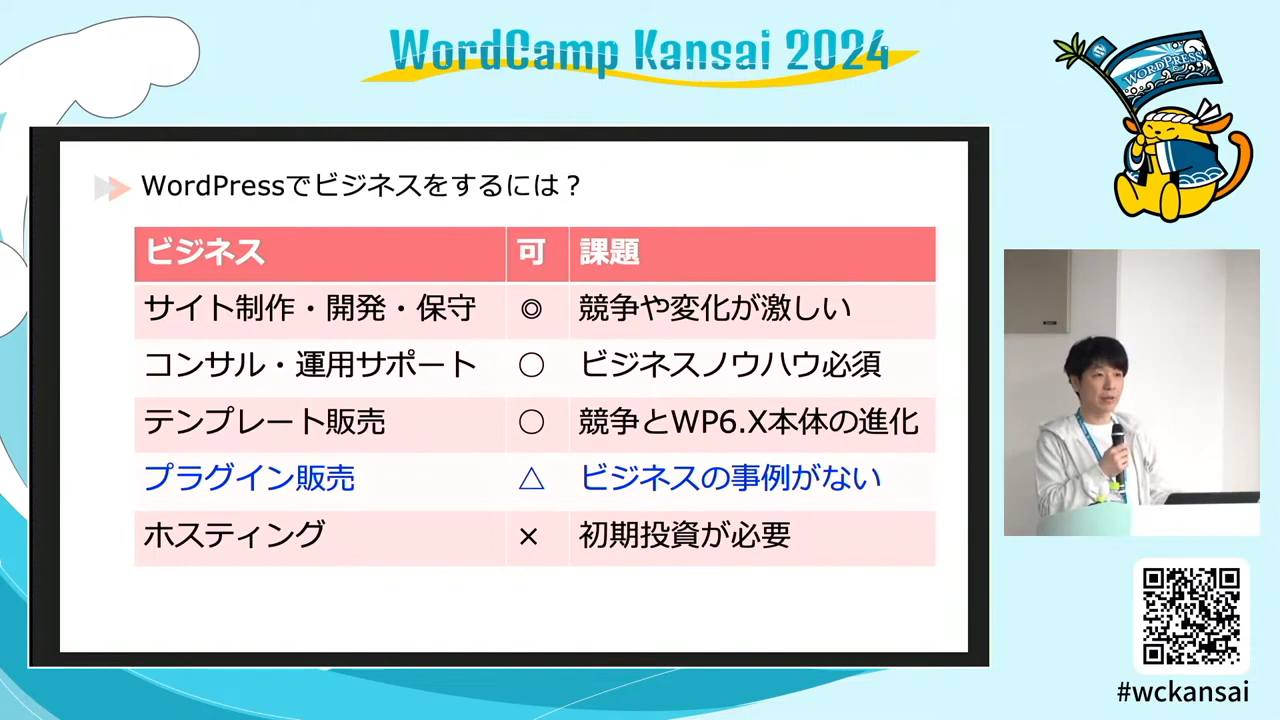 WordCamp Kansai 2024
W
WORDPRESS
WordPressでビジネスをするには？
ビジネス 可 課題
サイト制作・開発・保守 ◎ 競争や変化が激しい
コンサル・運用サポート ○ ビジネスノウハウ必須
テンプレート販売 ○ 競争とWP6.X本体の進化
プラグイン販売 △ ビジネスの事例がない
ホスティング × 初期投資が必要
#wckansai